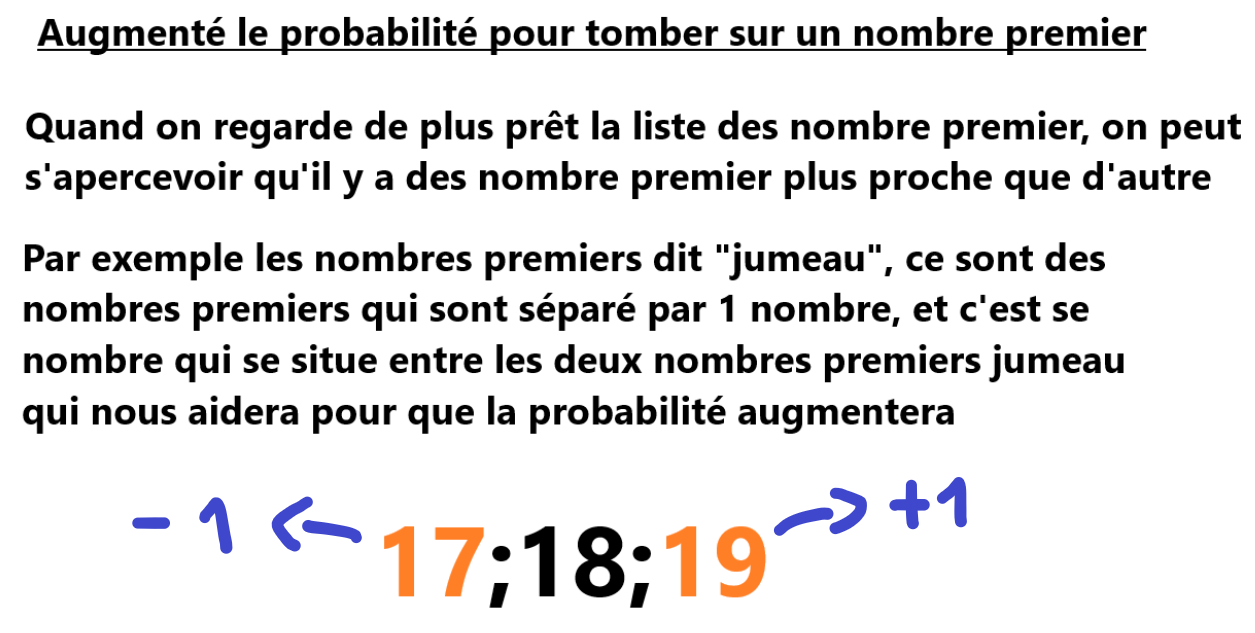 Augmenté le probabilité pour tomber sur un nombre premier
Quand on regarde de plus prêt la liste des nombre premier, on peut
s'apercevoir qu'il y a des nombre premier plus proche que d'autre
Par exemple les nombres premiers dit "jumeau", ce sont des
nombres premiers qui sont séparé par 1 nombre, et c'est se
nombre qui se situe entre les deux nombres premiers jumeau
qui nous aidera pour que la probabilité augmentera
- 1 ← 17;18;19 → +1